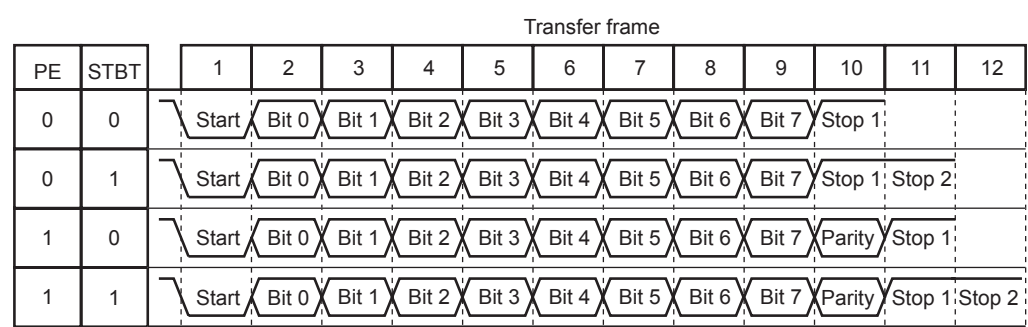 Transfer frame
PE STBT 1 2 3 4 5 6 7 8 9 10 11 12
0 0 Start Bit 0 Bit 1 Bit 2 Bit 3 Bit 4 Bit 5 Bit 6 Bit 7 Stop 1
0 1 Start Bit 0 Bit 1 Bit 2 Bit 3 Bit 4 Bit 5 Bit 6 Bit 7 Stop 1 Stop 2
1 0 Start Bit 0 Bit 1 Bit 2 Bit 3 Bit 4 Bit 5 Bit 6 Bit 7 Parity Stop 1
1 1 Start Bit 0 Bit 1 Bit 2 Bit 3 Bit 4 Bit 5 Bit 6 Bit 7 Parity Stop 1 Stop 2